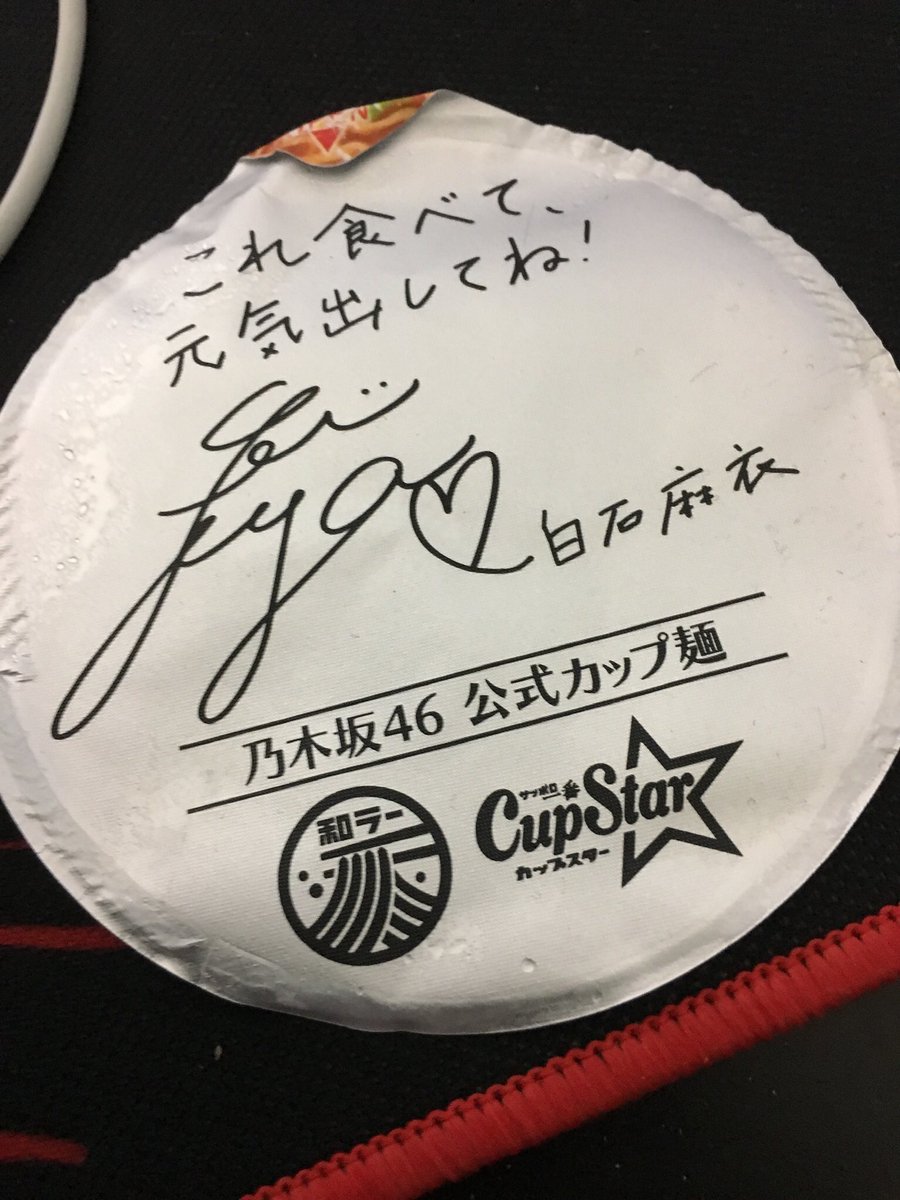 これ食べて、
元気出してね!
白石麻衣
乃木坂46 公式カップ麺
和ラー
サッポロ一番
CupStar
カップスター